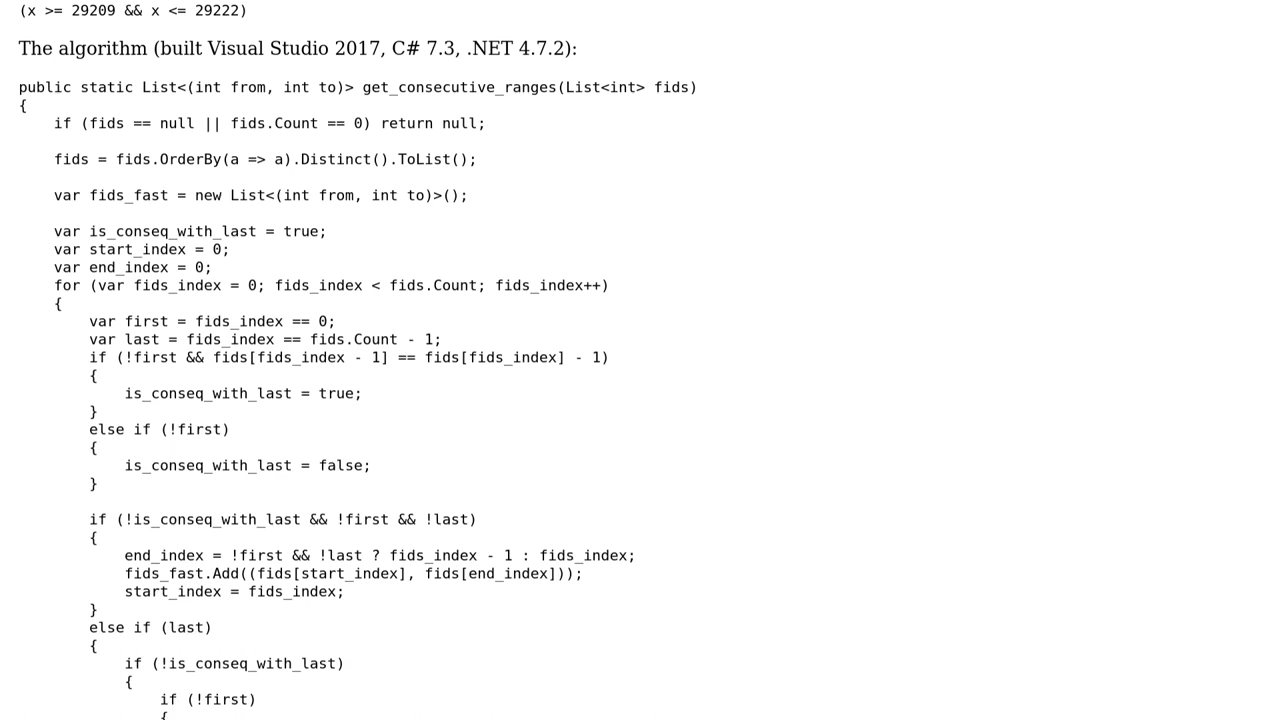 (x >= 29209 && x <= 29222)
The algorithm (built Visual Studio 2017, C# 7.3, .NET 4.7.2):
public static List<(int from, int to)> get_consecutive_ranges(List<int> fids)
{
    if (fids == null || fids.Count == 0) return null;

    fids = fids.OrderBy(a => a).Distinct().ToList();

    var fids_fast = new List<(int from, int to)>();

    var is_conseq_with_last = true;
    var start_index = 0;
    var end_index = 0;
    for (var fids_index = 0; fids_index < fids.Count; fids_index++)
    {
        var first = fids_index == 0;
        var last = fids_index == fids.Count - 1;
        if (!first && fids[fids_index - 1] == fids[fids_index] - 1)
        {
            is_conseq_with_last = true;
        }
        else if (!first)
        {
            is_conseq_with_last = false;
        }

        if (!is_conseq_with_last && !first && !last)
        {
            end_index = !first && !last ? fids_index - 1 : fids_index;
            fids_fast.Add((fids[start_index], fids[end_index]));
            start_index = fids_index;
        }
        else if (last)
        {
            if (!is_conseq_with_last)
            {
                if (!first)
                {